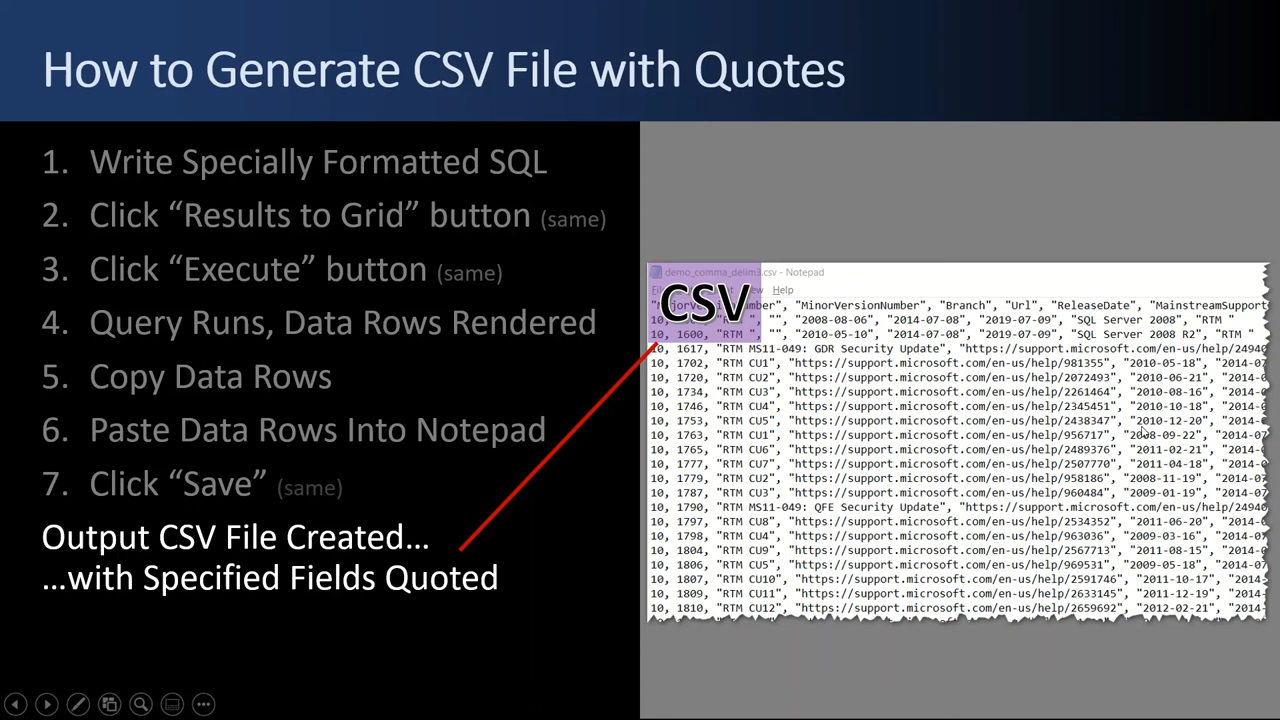 How to Generate CSV File with Quotes
1. Write Specially Formatted SQL
2. Click “Results to Grid” button (same)
3. Click “Execute” button (same)
4. Query Runs, Data Rows Rendered
5. Copy Data Rows
6. Paste Data Rows Into Notepad
7. Click “Save” (same)
Output CSV File Created…
…with Specified Fields Quoted
demo_comma_delim3.csv - Notepad
Help
CSV
"MinorVersionNumber", "Branch", "Url", "ReleaseDate", "MainstreamSupport
"", "2008-08-06", "2014-07-08", "2019-07-09", "SQL Server 2008", "RTM "
10, 1600, "RTM ", "", "2010-05-10", "2014-07-08", "2019-07-09", "SQL Server 2008 R2", "RTM "
10, 1617, "RTM MS11-049: GDR Security Update", "https://support.microsoft.com/en-us/help/24940
10, 1702, "RTM CU1", "https://support.microsoft.com/en-us/help/981355", "2010-05-18", "2014-07
10, 1720, "RTM CU2", "https://support.microsoft.com/en-us/help/2072493", "2010-06-21", "2014-0
10, 1734, "RTM CU3", "https://support.microsoft.com/en-us/help/2261464", "2010-08-16", "2014-0
10, 1746, "RTM CU4", "https://support.microsoft.com/en-us/help/2345451", "2010-10-18", "2014-0
10, 1753, "RTM CU5", "https://support.microsoft.com/en-us/help/2438347", "2010-12-20", "2014-0
10, 1763, "RTM CU1", "https://support.microsoft.com/en-us/help/956717", "2008-09-22", "2014-07
10, 1765, "RTM CU6", "https://support.microsoft.com/en-us/help/2489376", "2011-02-21", "2014-0
10, 1777, "RTM CU7", "https://support.microsoft.com/en-us/help/2507770", "2011-04-18", "2014-0
10, 1779, "RTM CU2", "https://support.microsoft.com/en-us/help/958186", "2008-11-19", "2014-07
10, 1787, "RTM CU3", "https://support.microsoft.com/en-us/help/960484", "2009-01-19", "2014-07
10, 1790, "RTM MS11-049: QFE Security Update", "https://support.microsoft.com/en-us/help/24940
10, 1797, "RTM CU8", "https://support.microsoft.com/en-us/help/2534352", "2011-06-20", "2014-0
10, 1798, "RTM CU4", "https://support.microsoft.com/en-us/help/963036", "2009-03-16", "2014-07
10, 1804, "RTM CU9", "https://support.microsoft.com/en-us/help/2567713", "2011-08-15", "2014-0
10, 1806, "RTM CU5", "https://support.microsoft.com/en-us/help/969531", "2009-05-18", "2014-07
10, 1807, "RTM CU10", "https://support.microsoft.com/en-us/help/2591746", "2011-10-17", "2014-
10, 1809, "RTM CU11", "https://support.microsoft.com/en-us/help/2633145", "2011-12-19", "2014-
10, 1810, "RTM CU12", "https://support.microsoft.com/en-us/help/2659692", "2012-02-21", "2014-